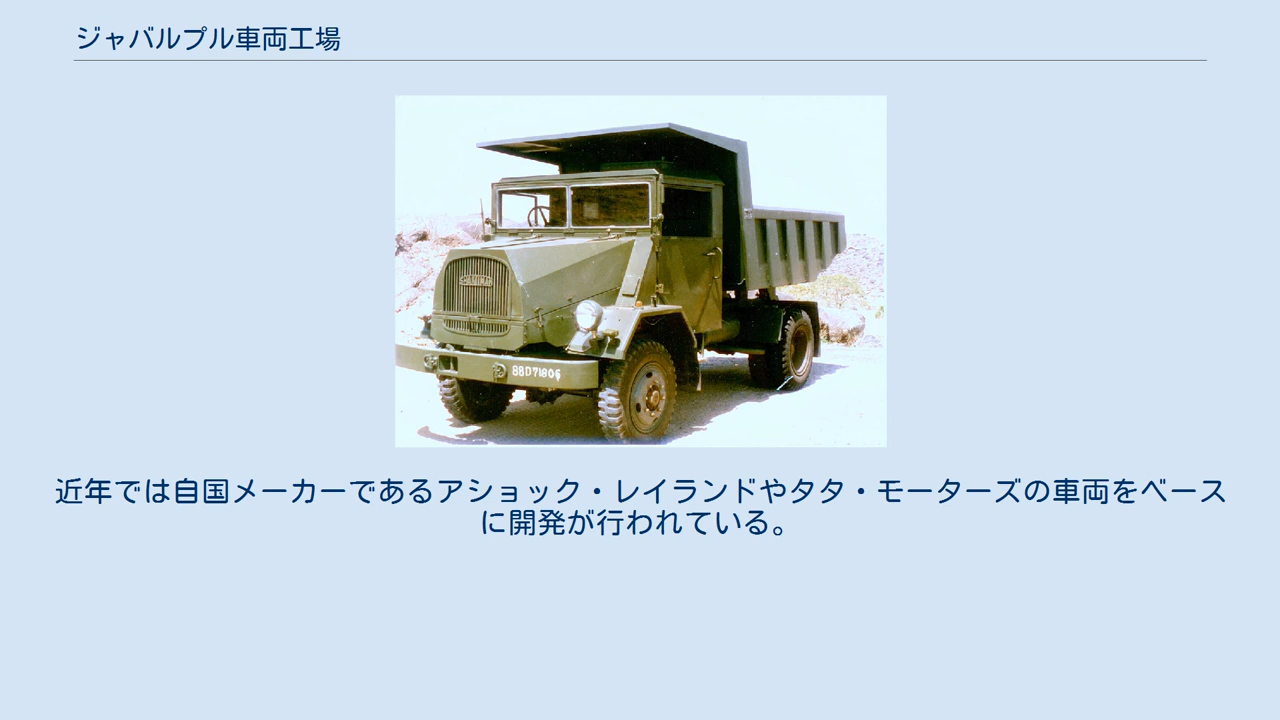 ジャバルプル車両工場
88D71806
近年では自国メーカーであるアショック・レイランドやタタ・モーターズの車両をベース
に開発が行われている。